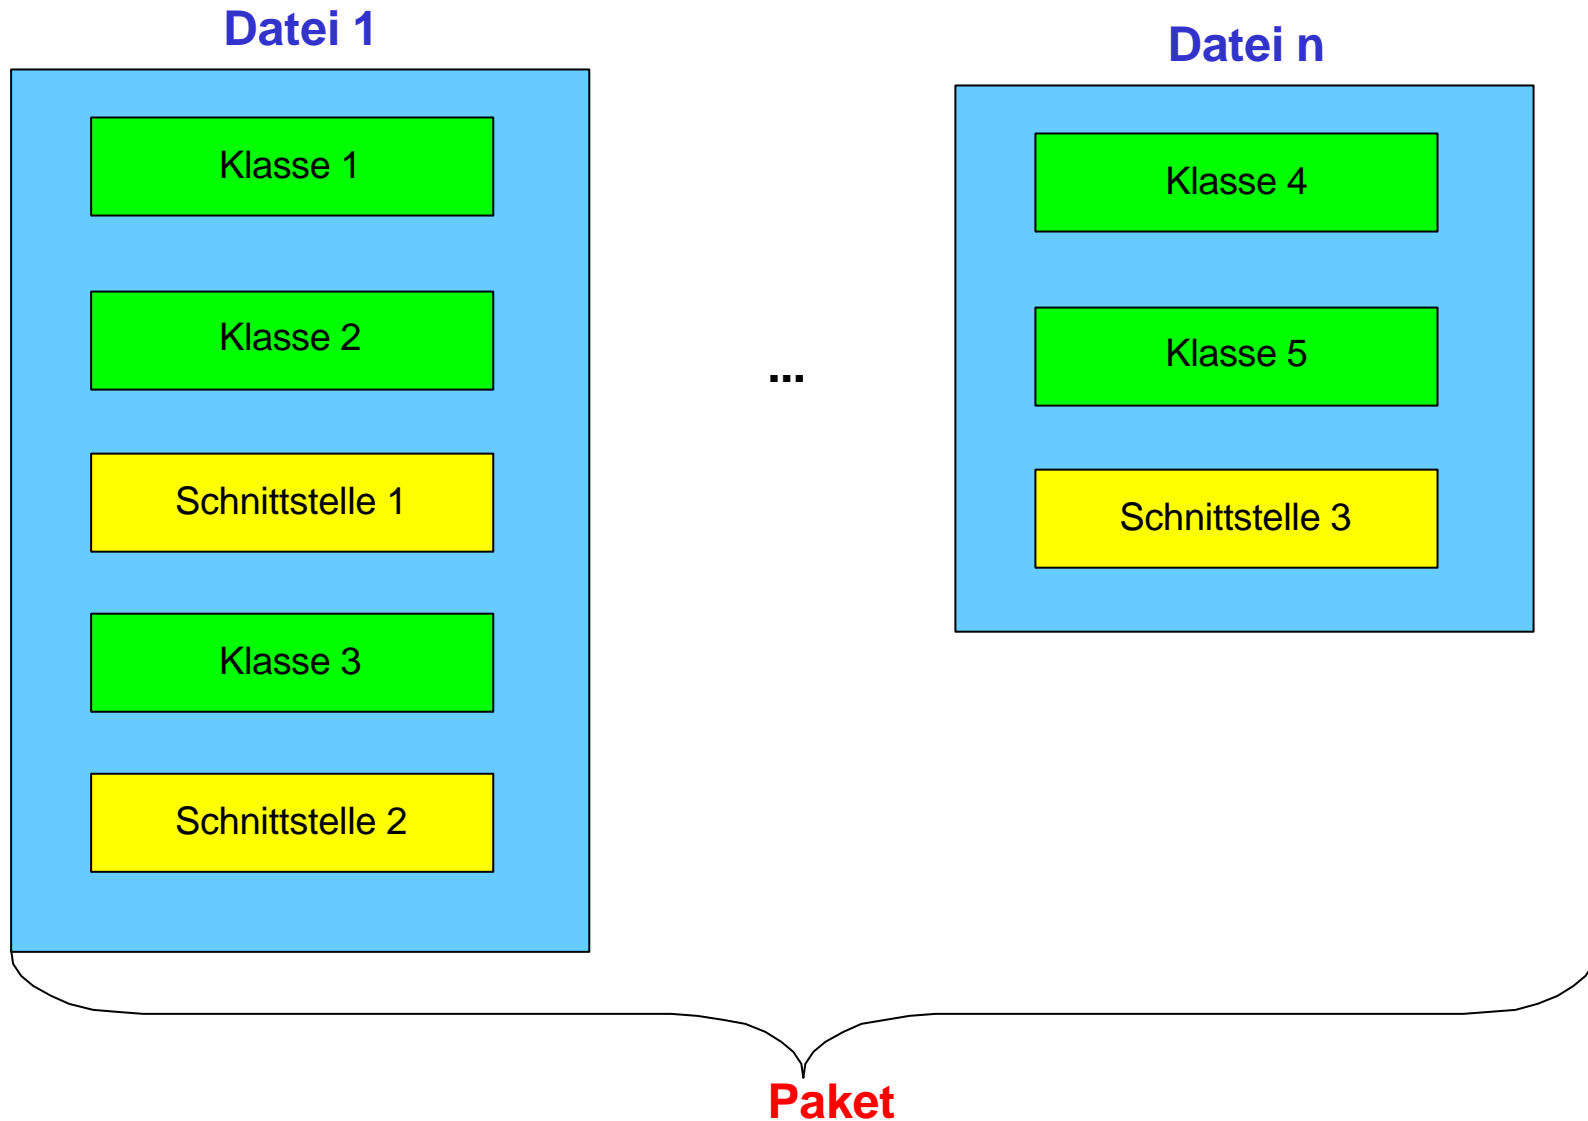 Datei 1
Klasse 1
Klasse 2
Schnittstelle 1
Klasse 3
Schnittstelle 2
...
Datei n
Klasse 4
Klasse 5
Schnittstelle 3
Paket